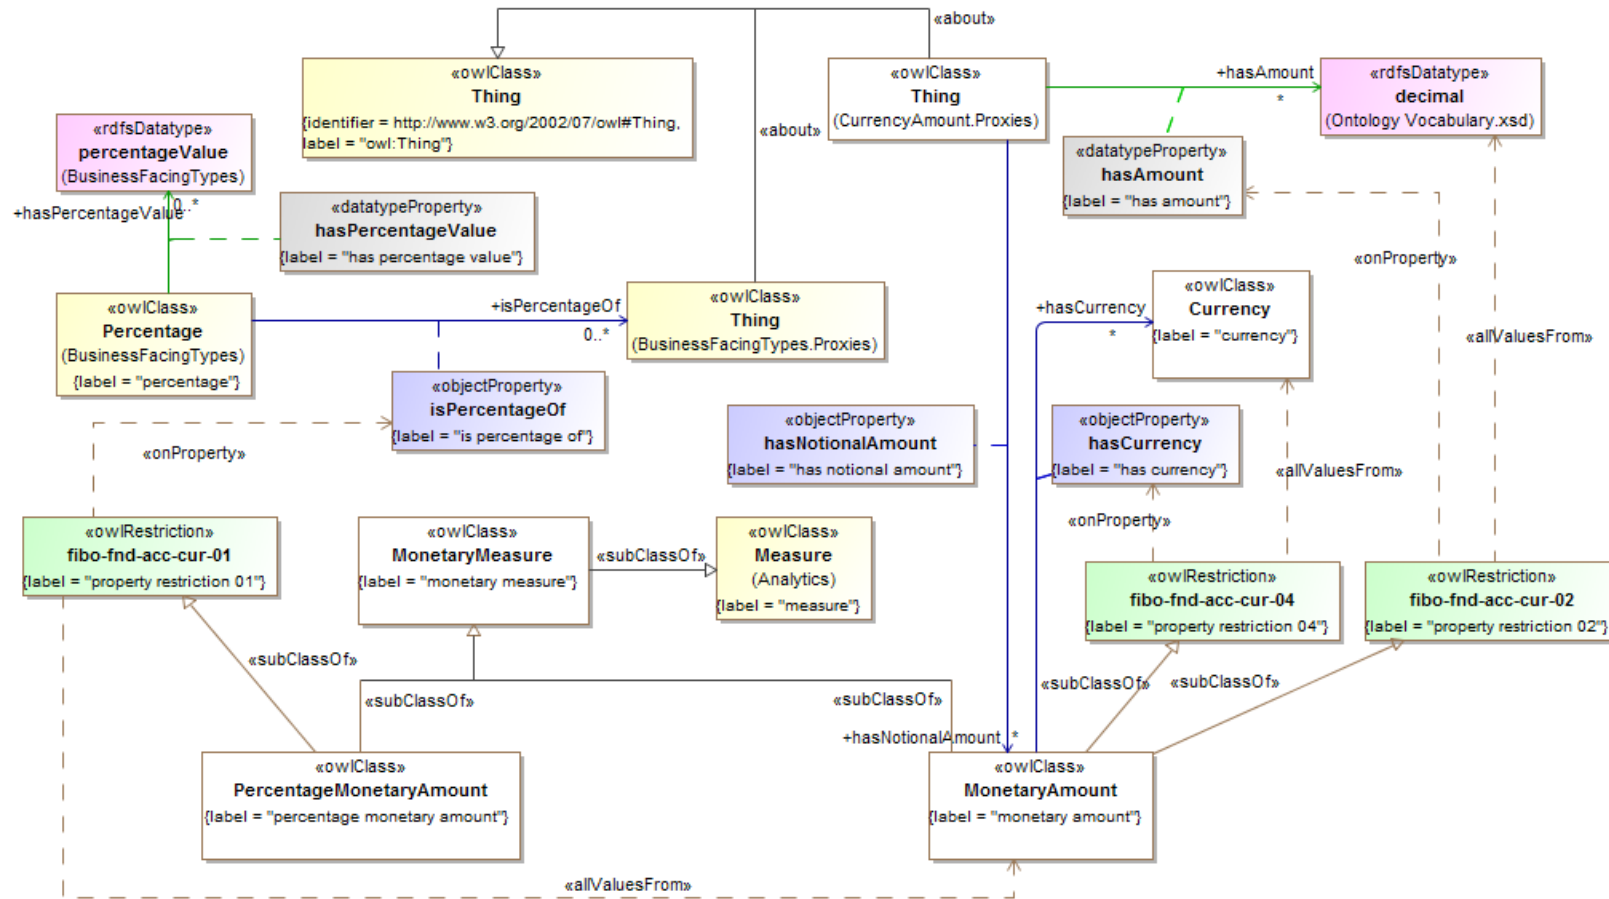 «about»
«owlClass»
Thing
{identifier = http://www.w3.org/2002/07/owl#Thing,
label = "owl:Thing"}
«owlClass»
Thing
(CurrencyAmount.Proxies)
+hasAmount
*
«rdfsDatatype»
decimal
(Ontology Vocabulary.xsd)
«rdfsDatatype»
percentageValue
(BusinessFacingTypes)
«about»
«datatypeProperty»
hasAmount
{label = "has amount"}
+hasPercentageValue
0..*
«datatypeProperty»
hasPercentageValue
{label = "has percentage value"}
«onProperty»
«owlClass»
Percentage
(BusinessFacingTypes)
{label = "percentage"}
+isPercentageOf
0..*
«owlClass»
Thing
(BusinessFacingTypes.Proxies)
+hasCurrency
*
«owlClass»
Currency
{label = "currency"}
«allValuesFrom»
«objectProperty»
isPercentageOf
{label = "is percentage of"}
«objectProperty»
hasNotionalAmount
{label = "has notional amount"}
«objectProperty»
hasCurrency
{label = "has currency"}
«onProperty»
«allValuesFrom»
«onProperty»
«owlRestriction»
fibo-fnd-acc-cur-01
{label = "property restriction 01"}
«owlClass»
MonetaryMeasure
{label = "monetary measure"}
«subClassOf»
«owlClass»
Measure
(Analytics)
{label = "measure"}
«owlRestriction»
fibo-fnd-acc-cur-04
{label = "property restriction 04"}
«owlRestriction»
fibo-fnd-acc-cur-02
{label = "property restriction 02"}
«subClassOf»
«subClassOf»
«subClassOf»
«subClassOf»
«subClassOf»
+hasNotionalAmount
*
«owlClass»
PercentageMonetaryAmount
{label = "percentage monetary amount"}
«owlClass»
MonetaryAmount
{label = "monetary amount"}
«allValuesFrom»